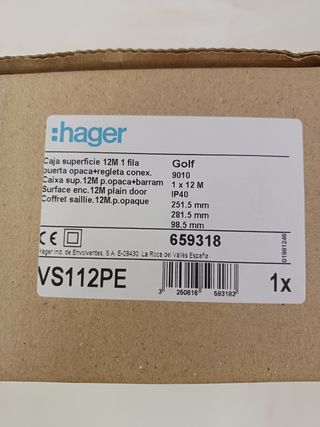 :hager
Caja superficie 12M 1 fila
puerta opaca+regleta conex.
Caixa sup.12M p.opaca+barram
Surface enc.12M plain door
Coffret saillie.12M.p.opaque
Golf
9010
1 x 12 M
IP40
251.5 mm
281.5 mm
98.5 mm
CE
659318
01981246
Hager Ind. de Envolventes, S.A. E-08430 La Roca del Vallés España
VS112PE
3 250616 593183
1x